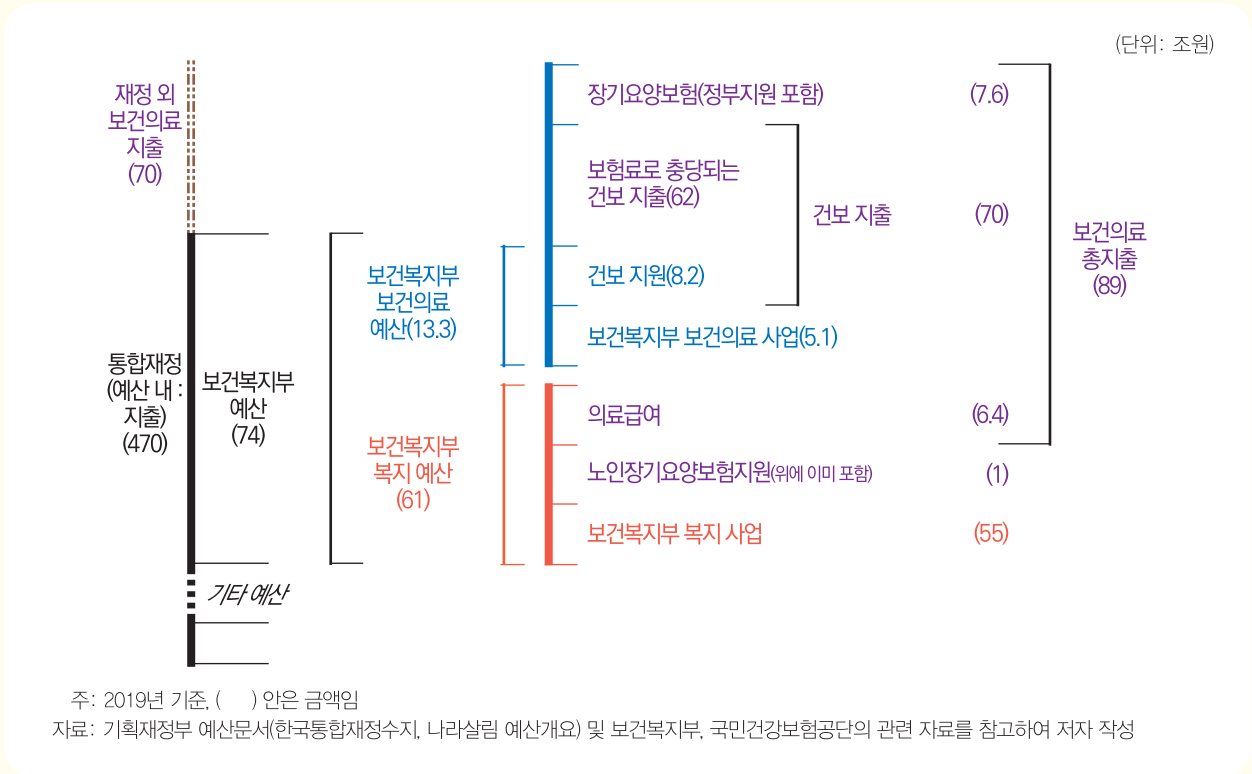 (단위: 조원)
재정 외
보건의료
지출
(70)
통합재정
(예산 내 :
지출)
(470)
보건복지부
예산
(74)
기타 예산
보건복지부
보건의료
예산(13.3)
보건복지부
복지 예산
(61)
장기요양보험(정부지원 포함) (7.6)
보험료로 충당되는
건보 지출(62)
건보 지출 (70)
건보 지원(8.2)
보건복지부 보건의료 사업(5.1)
의료급여 (6.4)
노인장기요양보험지원(위에 이미 포함) (1)
보건복지부 복지 사업 (55)
보건의료
총지출
(89)
주: 2019년 기준, ( ) 안은 금액임
자료: 기획재정부 예산문서(한국통합재정수지, 나라살림 예산개요) 및 보건복지부, 국민건강보험공단의 관련 자료를 참고하여 저자 작성